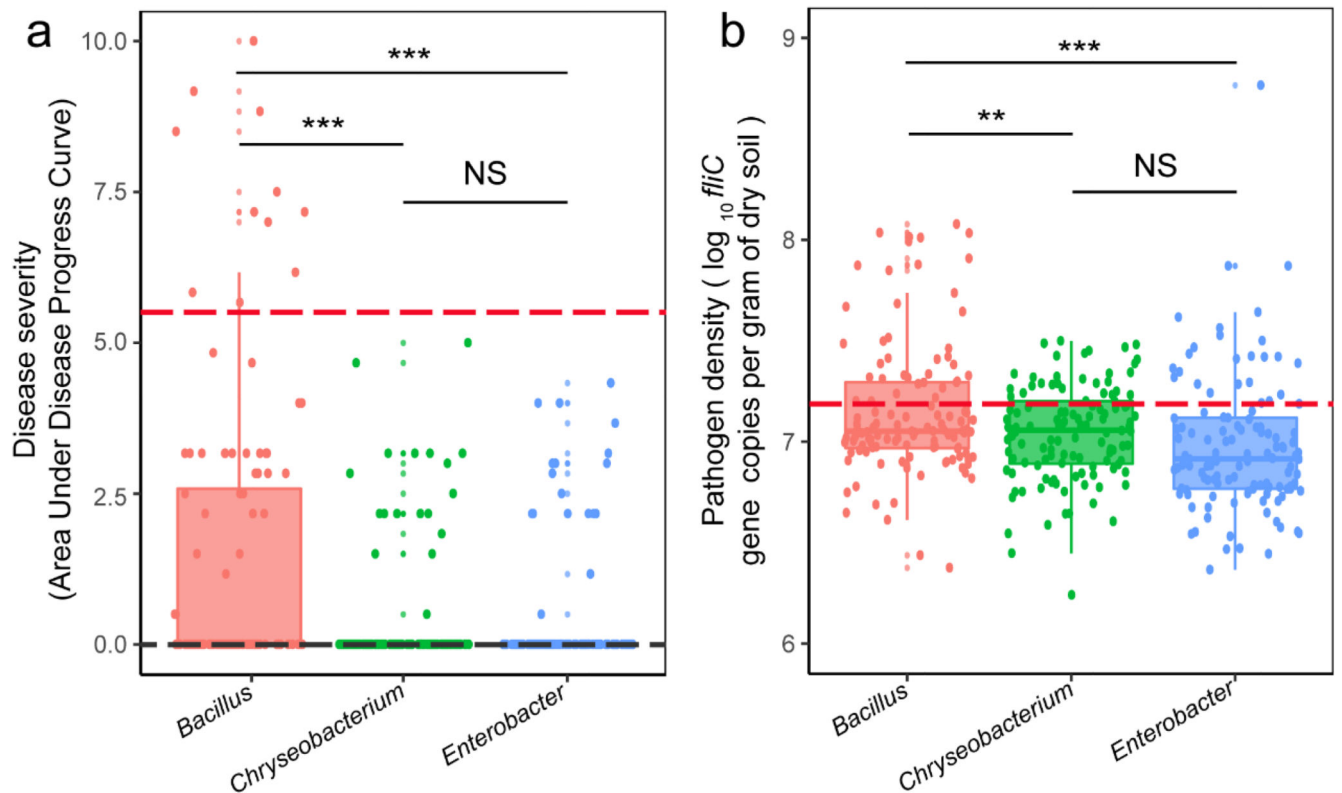 a
10.0
7.5
5.0
2.5
0.0
Disease severity
(Area Under Disease Progress Curve)
***
***
NS
Bacillus
Chryseobacterium
Enterobacter
b
9
8
7
6
Pathogen density ( log 10 fliC
gene copies per gram of dry soil )
***
**
NS
Bacillus
Chryseobacterium
Enterobacter